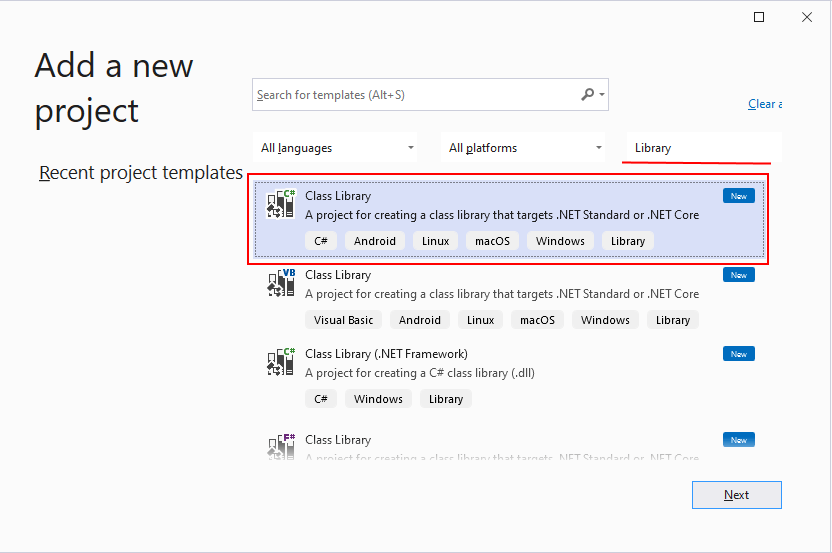 Add a new
project
Search for templates (Alt+S)
Clear a
All languages
All platforms
Library
Recent project templates
C#
Class Library
New
A project for creating a class library that targets .NET Standard or .NET Core
C# Android Linux macOS Windows Library
VB
Class Library
New
A project for creating a class library that targets .NET Standard or .NET Core
Visual Basic Android Linux macOS Windows Library
C#
Class Library (.NET Framework)
New
A project for creating a C# class library (.dll)
C# Windows Library
F#
Class Library
New
A project for creating a class library that targets .NET Standard or .NET Core
Next